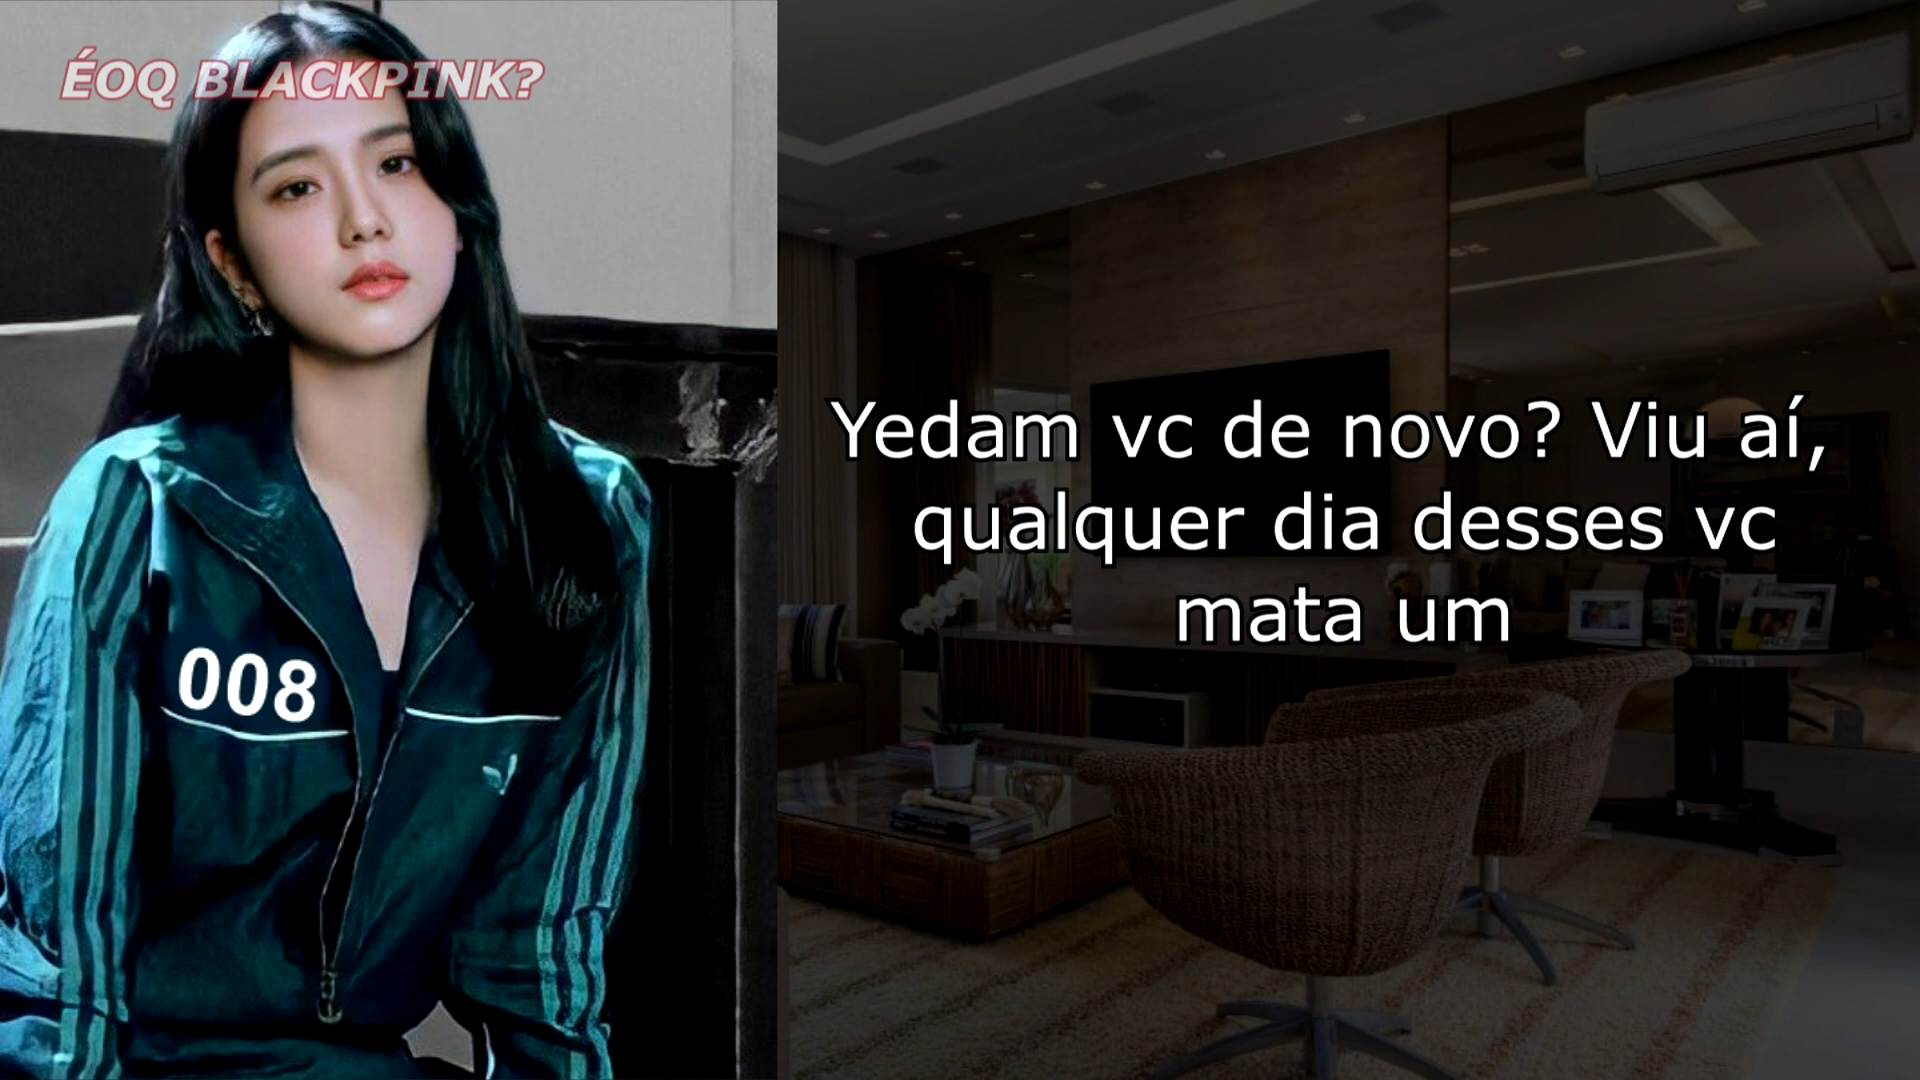 ÉOQ BLACKPINK?
Yedam vc de novo? Viu aí,
qualquer dia desses vc
mata um
008